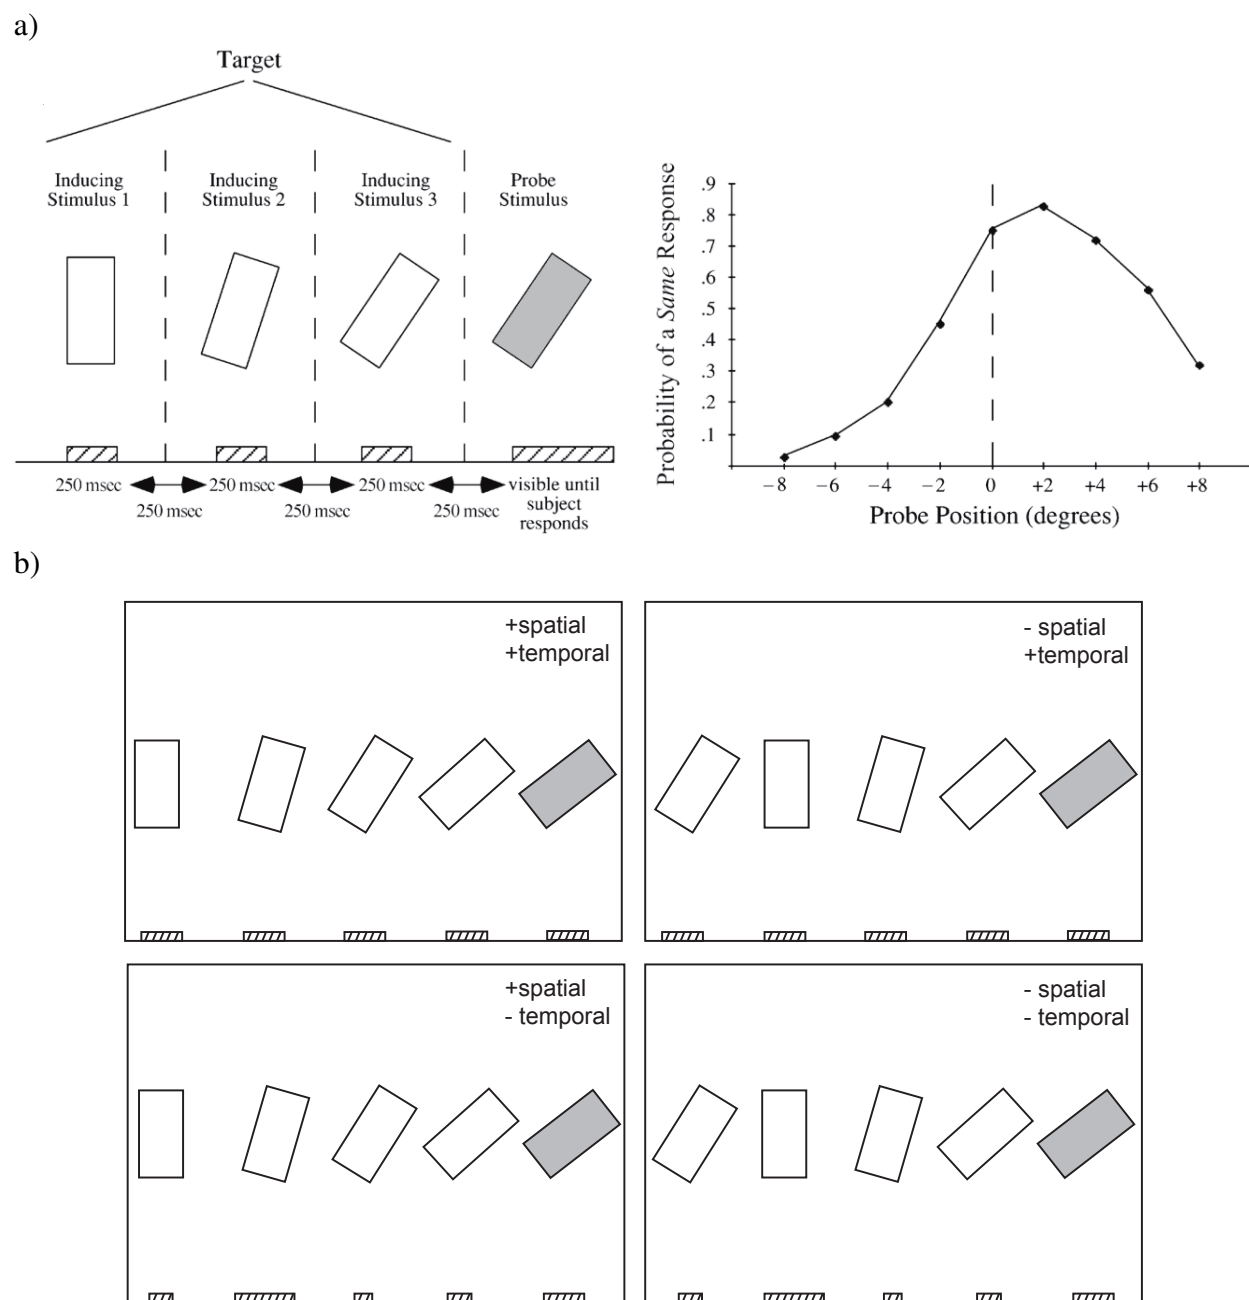 a)
Target
Inducing
Stimulus 1
Inducing
Stimulus 2
Inducing
Stimulus 3
Probe
Stimulus
250 msec
250 msec
250 msec
visible until
subject
responds
250 msec
250 msec
250 msec
Probability of a Same Response
.9
.8
.7
.6
.5
.4
.3
.2
.1
−8 −6 −4 −2 0 +2 +4 +6 +8
Probe Position (degrees)
b)
+spatial
+temporal
- spatial
+temporal
+spatial
- temporal
- spatial
- temporal